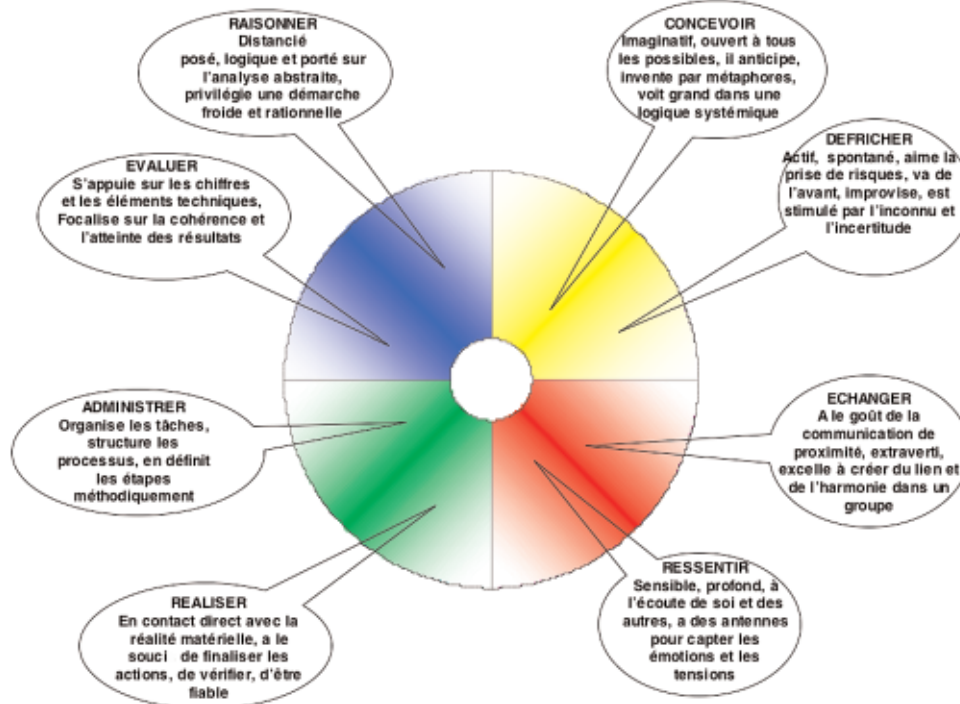 RAISONNER
Distancié
posé, logique et porté sur
l'analyse abstraite,
privilégie une démarche
froide et rationnelle
CONCEVOIR
Imaginatif, ouvert à tous
les possibles, il anticipe,
invente par métaphores,
voit grand dans une
logique systémique
EVALUER
S'appuie sur les chiffres
et les éléments techniques,
Focalise sur la cohérence et
l'atteinte des résultats
DEFRICHER
Actif, spontané, aime la
prise de risques, va de
l'avant, improvise, est
stimulé par l'inconnu et
l'incertitude
ADMINISTRER
Organise les tâches,
structure les
processus, en définit
les étapes
méthodiquement
ECHANGER
A le goût de la
communication de
proximité, extraverti,
excelle à créer du lien et
de l'harmonie dans un
groupe
REALISER
En contact direct avec la
réalité matérielle, a le
souci de finaliser les
actions, de vérifier, d'être
fiable
RESSENTIR
Sensible, profond, à
l'écoute de soi et des
autres, a des antennes
pour capter les
émotions et les
tensions